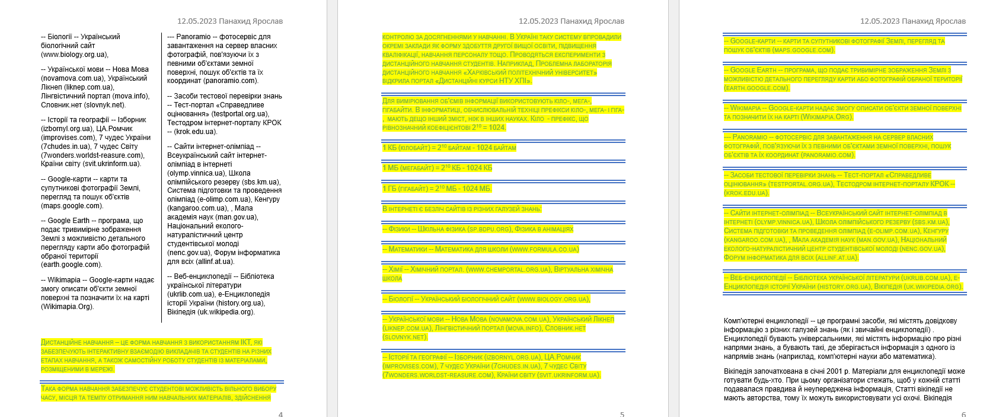 12.05.2023 Панахид Ярослав
-- Біології -- Український
біологічний сайт
(www.biology.org.ua),
-- Української мови -- Нова Мова
(novamova.com.ua), Український
Лікнеп (liknep.com.ua),
Лінгвістичний портал (mova.info),
Словник.нет (slovnyk.net).
-- Історії та географії -- Ізборник
(izbornyl.org.ua), ЦА.Ромчик
(improvises.com), 7 чудес України
(7chudes.in.ua), 7 чудес Світу
(7wonders.worldst-reasure.com),
Країни світу (svit.ukrinform.ua).
-- Google-карти -- карти та
супутникові фотографії Землі,
перегляд та пошук об'єктів
(maps.google.com).
-- Google Earth -- програма, що
подає тривимірне зображення
Землі з можливістю детального
перегляду карти або фотографій
обраної території
(earth.google.com).
-- Wikimapia -- Google-карти надає
змогу описати об'єкти земної
поверхні та позначити їх на карті
(Wikimapia.Org).
--- Panoramio -- фотосервіс для
завантаження на сервер власних
фотографій, пов'язуючи їх з
певними об'єктами земної
поверхні, пошук об'єктів та їх
координат (panoramio.com).
-- Засоби тестової перевірки знань
-- Тест-портал «Справедливе
оцінювання» (testportal.org.ua),
Тестодром інтернет-порталу КРОК
-- (krok.edu.ua).
-- Сайти інтернет-олімпіад --
Всеукраїнський сайт інтернет-
олімпіад в інтернеті
(olymp.vinnica.ua), Школа
олімпійського резерву (sbs.km.ua),
Система підготовки та проведення
олімпіад (e-olimp.com.ua), Кенгуру
(kangaroo.com.ua), , Мала
академія наук (man.gov.ua),
Національний еколого-
натуралістичний центр
студентівської молоді
(nenc.gov.ua), Форум інформатика
для всіх (allinf.at.ua).
-- Веб-енциклопедії -- Бібліотека
української літератури
(ukrlib.com.ua), е-Енциклопедія
історії України (history.org.ua),
Вікіпедія (uk.wikipedia.org).
Дистанційне навчання – це форма навчання з використанням ІКТ, які
забезпечують інтерактивну взаємодію викладачів та студентів на різних
етапах навчання, а також самостійну роботу студентів із матеріалами,
розміщеними в мережі.
Така форма навчання забезпечує студентові можливість вільного вибору
часу, місця та темпу отримання ним навчальних матеріалів, здійснення
4
12.05.2023 Панахид Ярослав
контролю за досягненнями у навчанні. В Україні таку систему впровадили
окремі заклади як форму здобуття другої вищої освіти, підвищення
кваліфікації, навчання персоналу тощо. Проводяться експерименти з
дистанційного навчання студентів. Наприклад, Проблемна лабораторія
дистанційного навчання «Харківський політехнічний університет»
відкрила портал «Дистанційні курси НТУ ХПІ».
Для вимірювання об'ємів інформації використовують кіло-, мега-,
гігабайти. В інформатиці, обчислювальній техніці префикси кіло-, мега- і гіга-
, мають дещо інший зміст, ніж в інших науках. Кіло - префікс, що
рівнозначний коефіцієнтові 2¹⁰ = 1024.
1 КБ (кілобайт) = 2¹⁰ байтам - 1024 байтам
1 МБ (мегабайт) = 2¹⁰ КБ - 1024 КБ
1 ГБ (гігабайт) = 2¹⁰ МБ - 1024 МБ.
В інтернеті є безліч сайтів із різних галузей знань:
-- Фізики -- Шкільна фізика (sp.bdpu.org), Фізика в анімаціях
-- Математики -- Математика для школи (www.formula.co.ua)
-- Хімії -- Хімічний портал. (www.chemportal.org.ua), Віртуальна хімічна
школа
-- Біології -- Український біологічний сайт (www.biology.org.ua),
-- Української мови -- Нова Мова (novamova.com.ua), Український Лікнеп
(liknep.com.ua), Лінгвістичний портал (mova.info), Словник.нет
(slovnyk.net).
-- Історії та географії -- Ізборник (izbornyl.org.ua), ЦА.Ромчик
(improvises.com), 7 чудес України (7chudes.in.ua), 7 чудес Світу
(7wonders.worldst-reasure.com), Країни світу (svit.ukrinform.ua).
5
12.05.2023 Панахид Ярослав
-- Google-карти -- карти та супутникові фотографії Землі, перегляд та
пошук об'єктів (maps.google.com).
-- Google Earth -- програма, що подає тривимірне зображення Землі з
можливістю детального перегляду карти або фотографій обраної території
(earth.google.com).
-- Wikimapia -- Google-карти надає змогу описати об'єкти земної поверхні
та позначити їх на карті (Wikimapia.Org).
--- Panoramio -- фотосервіс для завантаження на сервер власних
фотографій, пов'язуючи їх з певними об'єктами земної поверхні, пошук
об'єктів та їх координат (panoramio.com).
-- Засоби тестової перевірки знань -- Тест-портал «Справедливе
оцінювання» (testportal.org.ua), Тестодром інтернет-порталу КРОК --
(krok.edu.ua).
-- Сайти інтернет-олімпіад -- Всеукраїнський сайт інтернет-олімпіад в
інтернеті (olymp.vinnica.ua), Школа олімпійського резерву (sbs.km.ua),
Система підготовки та проведення олімпіад (e-olimp.com.ua), Кенгуру
(kangaroo.com.ua), , Мала академія наук (man.gov.ua), Національний
еколого-натуралістичний центр студентівської молоді (nenc.gov.ua),
Форум інформатика для всіх (allinf.at.ua).
-- Веб-енциклопедії -- Бібліотека української літератури (ukrlib.com.ua), е-
Енциклопедія історії України (history.org.ua), Вікіпедія (uk.wikipedia.org).
Комп'ютерні енциклопедії -- це програмні засоби, які містять довідкову
інформацію з різних галузей знань (як і звичайні енциклопедії) .
Енциклопедії бувають універсальними, які містять інформацію про різні
напрями знань, а бувають такі, де зберігається інформація з одного із
напрямів знань (наприклад, комп'ютерні науки або математика).
Вікіпедія започаткована в січні 2001 р. Матеріали для енциклопедії може
готувати будь-хто. При цьому організатори стежать, щоб у кожній статті
подавалася правдива й неупереджена інформація, Статті вікіпедії не
мають авторства, тому їх можуть використовувати усі охочі. Вікіпедія
6